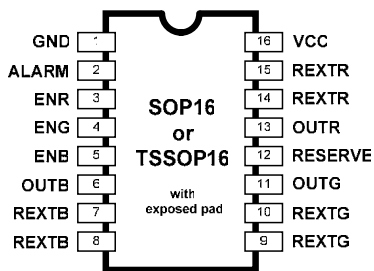 GND 1 16 VCC
ALARM 2 15 REXTR
ENR 3 14 REXTR
ENG 4 13 OUTR
ENB 5 12 RESERVE
OUTB 6 11 OUTG
REXTB 7 10 REXTG
REXTB 8 9 REXTG
SOP16
or
TSSOP16
with
exposed pad